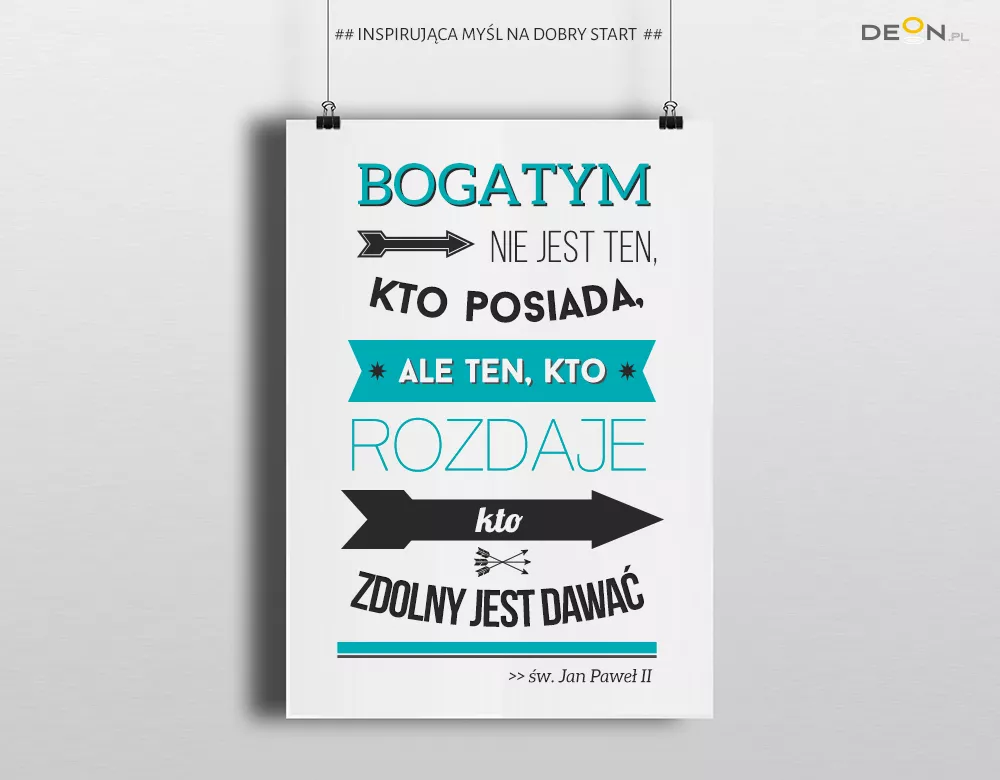 ## INSPIRUJĄCA MYŚL NA DOBRY START ##
DEON.PL
BOGATYM
NIE JEST TEN,
KTO POSIADA,
ALE TEN, KTO
ROZDAJE
kto
ZDOLNY JEST DAWAĆ
>> św. Jan Paweł II